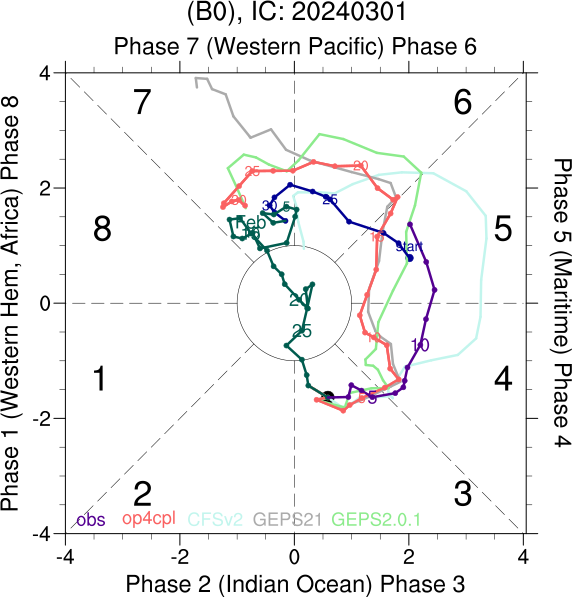 (B0), IC: 20240301
Phase 7 (Western Pacific) Phase 6
4
7
6
Phase 1 (Western Hem, Africa) Phase 8
25
20
30
2
30
5
25
Feb
8
5
start
Phase 5 (Maritime) Phase 4
20
0
25
10
1
4
5
-2
2
3
obs
op4cpl
CFSv2
GEPS21
GEPS2.0.1
-4
-4
-2
0
2
4
Phase 2 (Indian Ocean) Phase 3